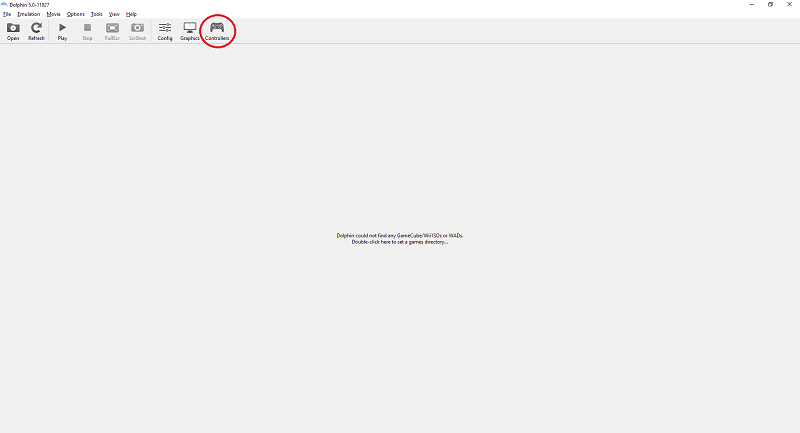 Dolphin 5.0-11827
File Emulation Movie Options Tools View Help
Open Refresh Play Stop FullScr ScrShot Config Graphics Controllers
Dolphin could not find any GameCube/Wii ISOs or WADs.
Double-click here to set a games directory...